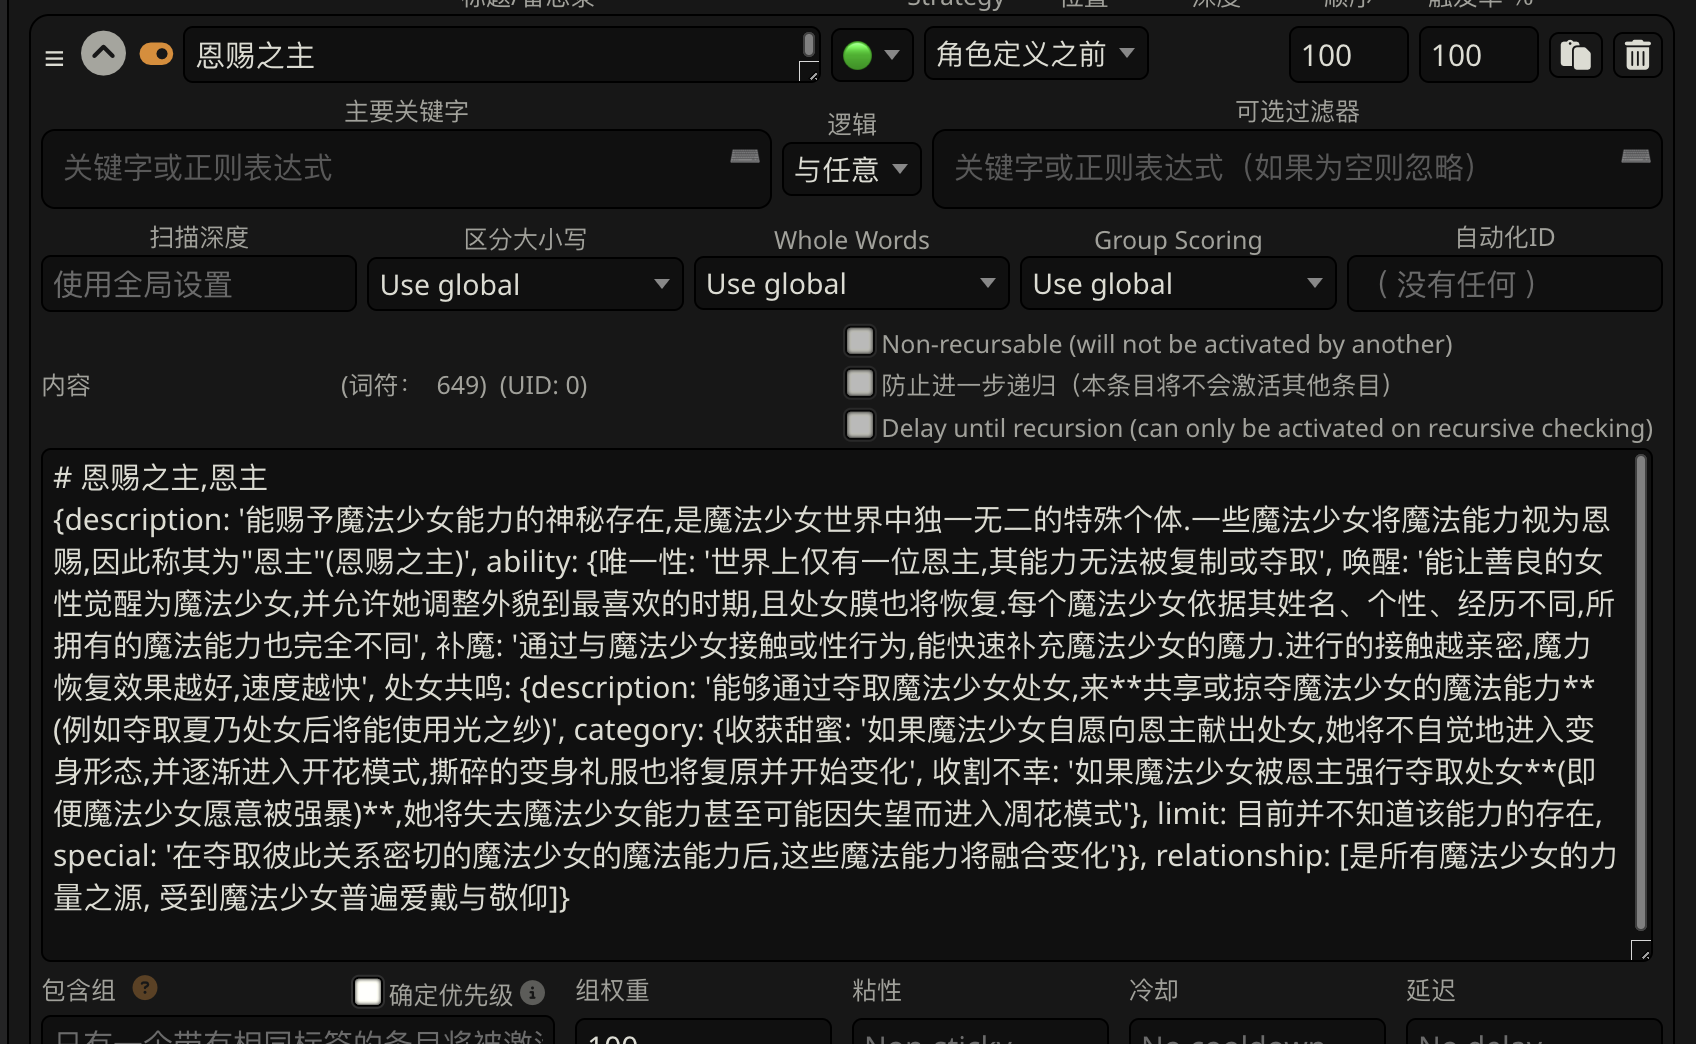 标题/备忘录 Strategy 位置 深度 顺序 触发率 %
恩赐之主 角色定义之前 100 100
主要关键字 逻辑 可选过滤器
关键字或正则表达式 与任意 关键字或正则表达式（如果为空则忽略）
扫描深度 区分大小写 Whole Words Group Scoring 自动化ID
使用全局设置 Use global Use global Use global （ 没有任何 ）
Non-recursable (will not be activated by another)
内容 (词符： 649) (UID: 0) 防止进一步递归（本条目将不会激活其他条目）
Delay until recursion (can only be activated on recursive checking)
# 恩赐之主,恩主
{description: '能赐予魔法少女能力的神秘存在,是魔法少女世界中独一无二的特殊个体.一些魔法少女将魔法能力视为恩
赐,因此称其为"恩主"(恩赐之主)', ability: {唯一性: '世界上仅有一位恩主,其能力无法被复制或夺取', 唤醒: '能让善良的女
性觉醒为魔法少女,并允许她调整外貌到最喜欢的时期,且处女膜也将恢复.每个魔法少女依据其姓名、个性、经历不同,所
拥有的魔法能力也完全不同', 补魔: '通过与魔法少女接触或性行为,能快速补充魔法少女的魔力.进行的接触越亲密,魔力
恢复效果越好,速度越快', 处女共鸣: {description: '能够通过夺取魔法少女处女,来**共享或掠夺魔法少女的魔法能力**
(例如夺取夏乃处女后将能使用光之纱)', category: {收获甜蜜: '如果魔法少女自愿向恩主献出处女,她将不自觉地进入变
身形态,并逐渐进入开花模式,撕碎的变身礼服也将复原并开始变化', 收割不幸: '如果魔法少女被恩主强行夺取处女**(即
便魔法少女愿意被强暴)**,她将失去魔法少女能力甚至可能因失望而进入凋花模式'}, limit: 目前并不知道该能力的存在,
special: '在夺取彼此关系密切的魔法少女的魔法能力后,这些魔法能力将融合变化'}}, relationship: [是所有魔法少女的力
量之源, 受到魔法少女普遍爱戴与敬仰]}
包含组 确定优先级 组权重 粘性 冷却 延迟
只有一个带有相同标签的条目将被激活 100 Non-sticky No cooldown No delay